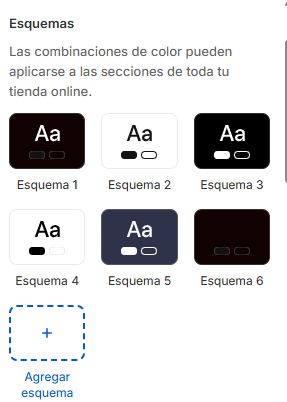 Esquemas
Las combinaciones de color pueden
aplicarse a las secciones de toda tu
tienda online.
Aa Aa Aa
Esquema 1 Esquema 2 Esquema 3
Aa Aa
Esquema 4 Esquema 5 Esquema 6
+
Agregar
esquema